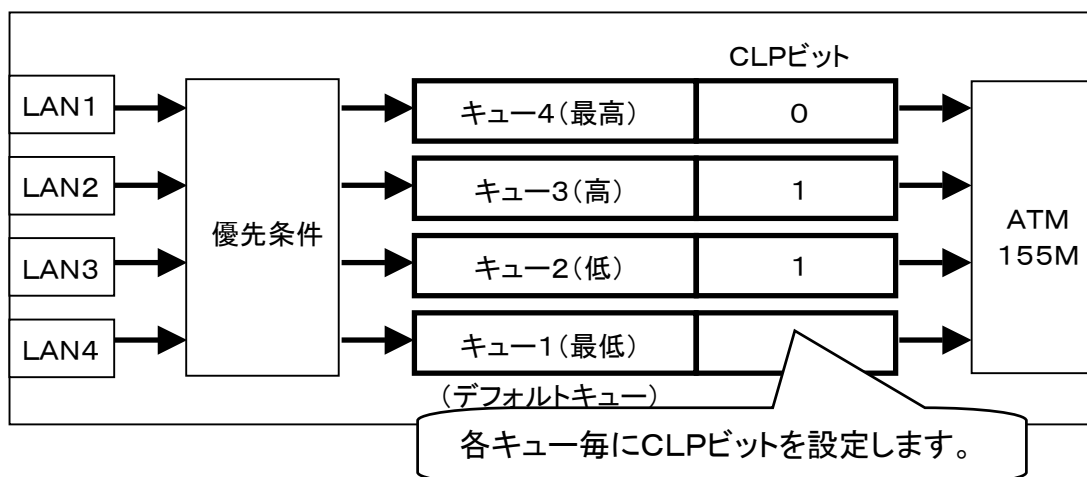 CLPビット
LAN1
キュー4(最高)
0
LAN2
キュー3(高)
1
優先条件
ATM
155M
LAN3
キュー2(低)
1
LAN4
キュー1(最低)
(デフォルトキュー)
各キュー毎にCLPビットを設定します。